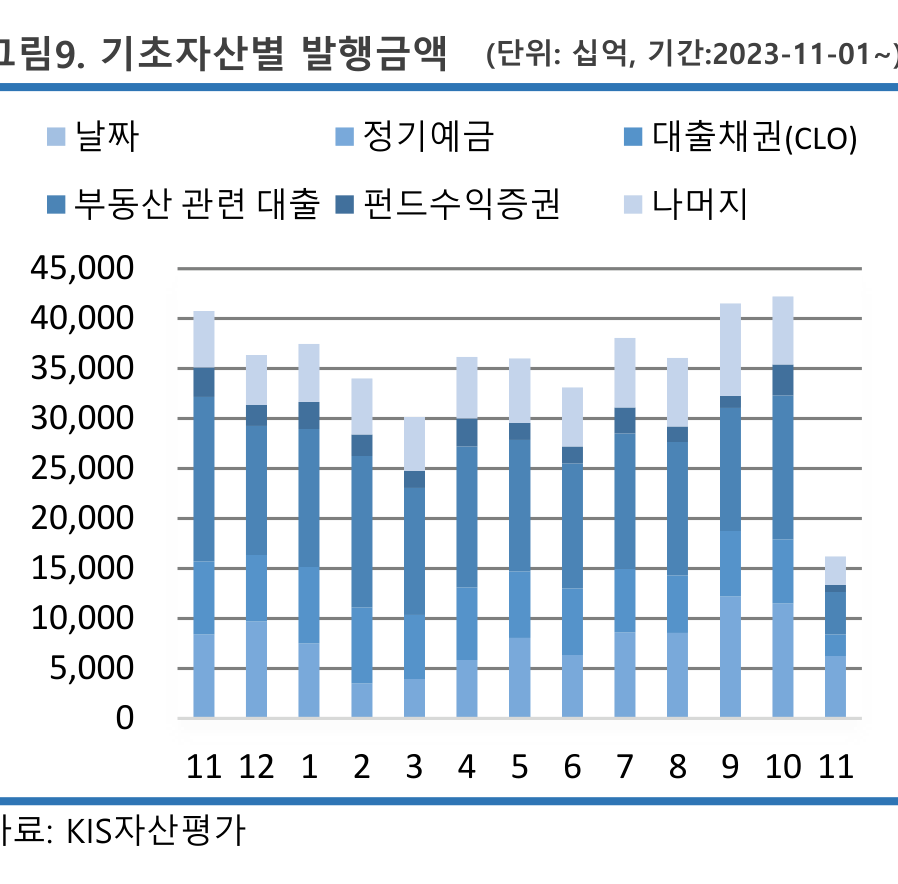 그림9. 기초자산별 발행금액 (단위: 십억, 기간:2023-11-01~)
날짜 정기예금 대출채권(CLO)
부동산 관련 대출 펀드수익증권 나머지
45,000
40,000
35,000
30,000
25,000
20,000
15,000
10,000
5,000
0
11 12 1 2 3 4 5 6 7 8 9 10 11
자료: KIS자산평가